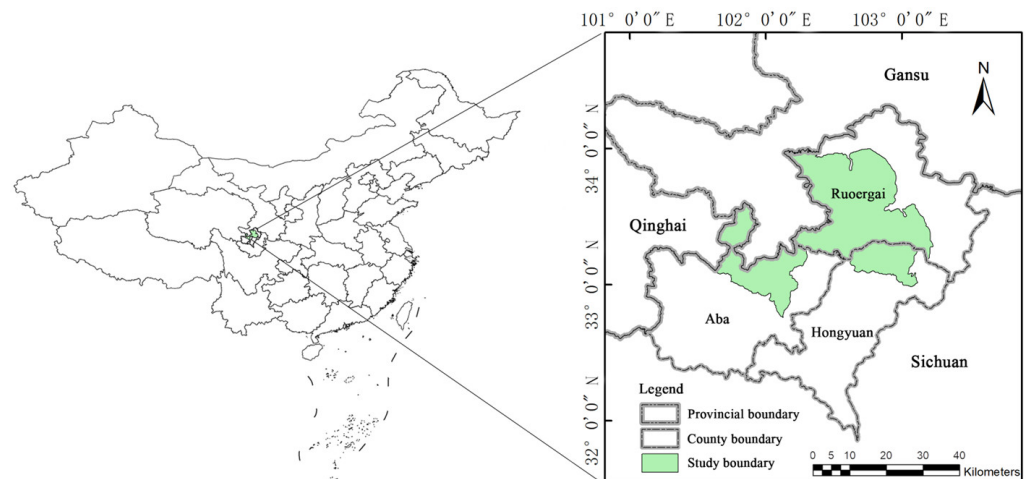 101° 0'0″ E 102° 0'0″ E 103° 0'0″ E
Gansu
N
34° 0'0″ N
Ruoergai
Qinghai
33° 0'0″ N
Aba
Hongyuan
Sichuan
32° 0'0″ N
Legend
Provincial boundary
County boundary
Study boundary
0 5 10 20 30 40
Kilometers